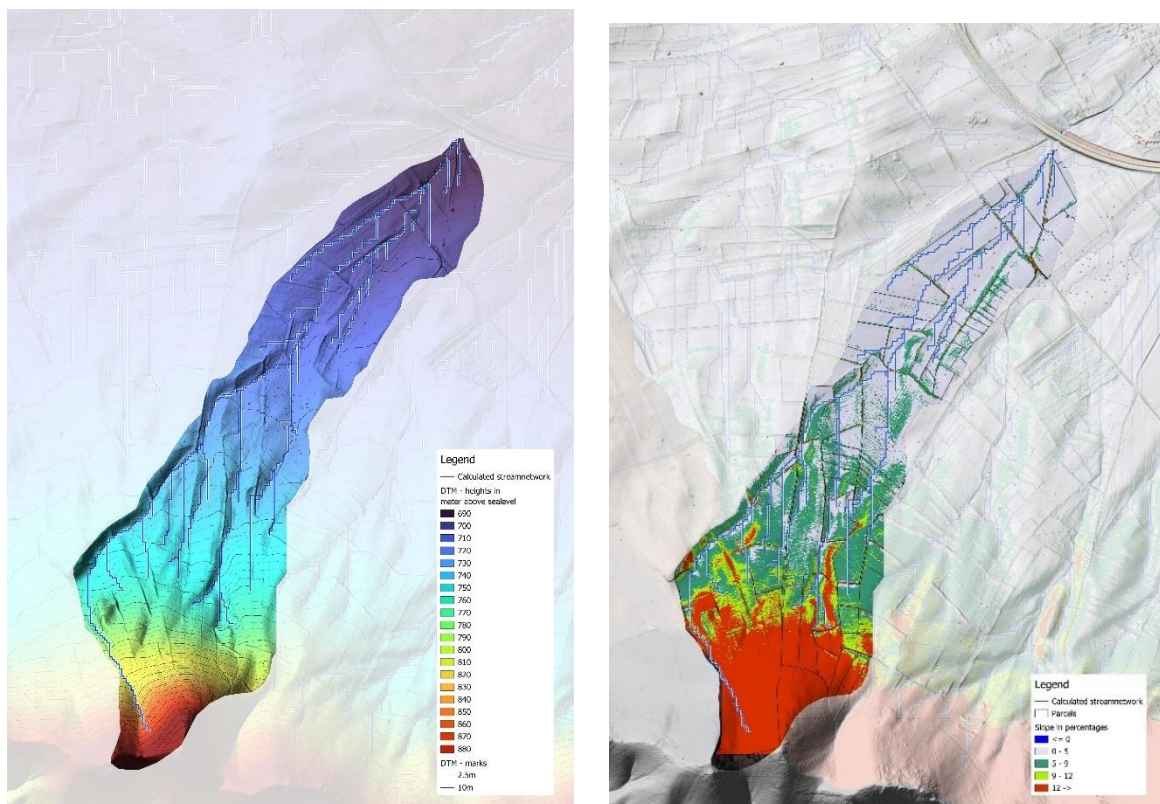 Legend
Calculated streamnetwork
DTM - heights in
meter above sealevel
690
700
710
720
730
740
750
760
770
780
790
800
810
820
830
840
850
860
870
880
DTM - marks
2.5m
10m
Legend
Calculated streamnetwork
Parcels
Slope in percentages
<= 0
0 - 5
5 - 9
9 - 12
12 ->